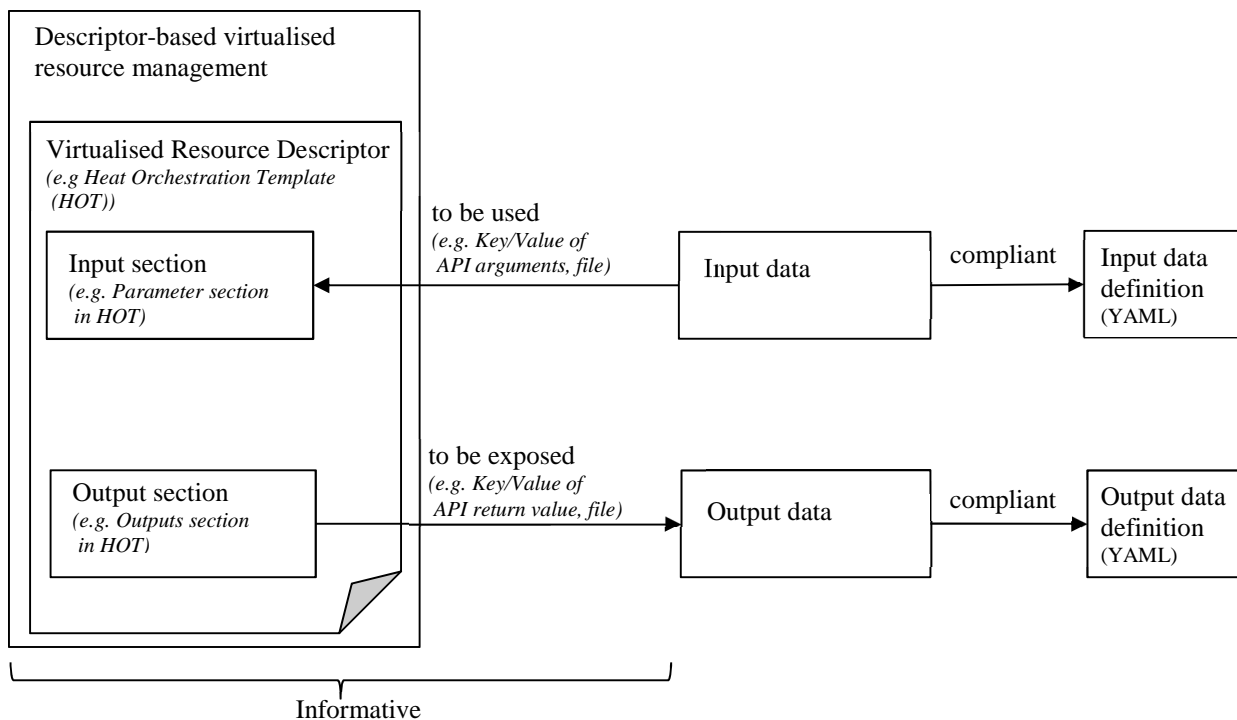 Descriptor-based virtualised
resource management
Virtualised Resource Descriptor
(e.g Heat Orchestration Template
(HOT))
Input section
(e.g. Parameter section
in HOT)
to be used
(e.g. Key/Value of
API arguments, file)
Input data
compliant
Input data
definition
(YAML)
Output section
(e.g. Outputs section
in HOT)
to be exposed
(e.g. Key/Value of
API return value, file)
Output data
compliant
Output data
definition
(YAML)
Informative